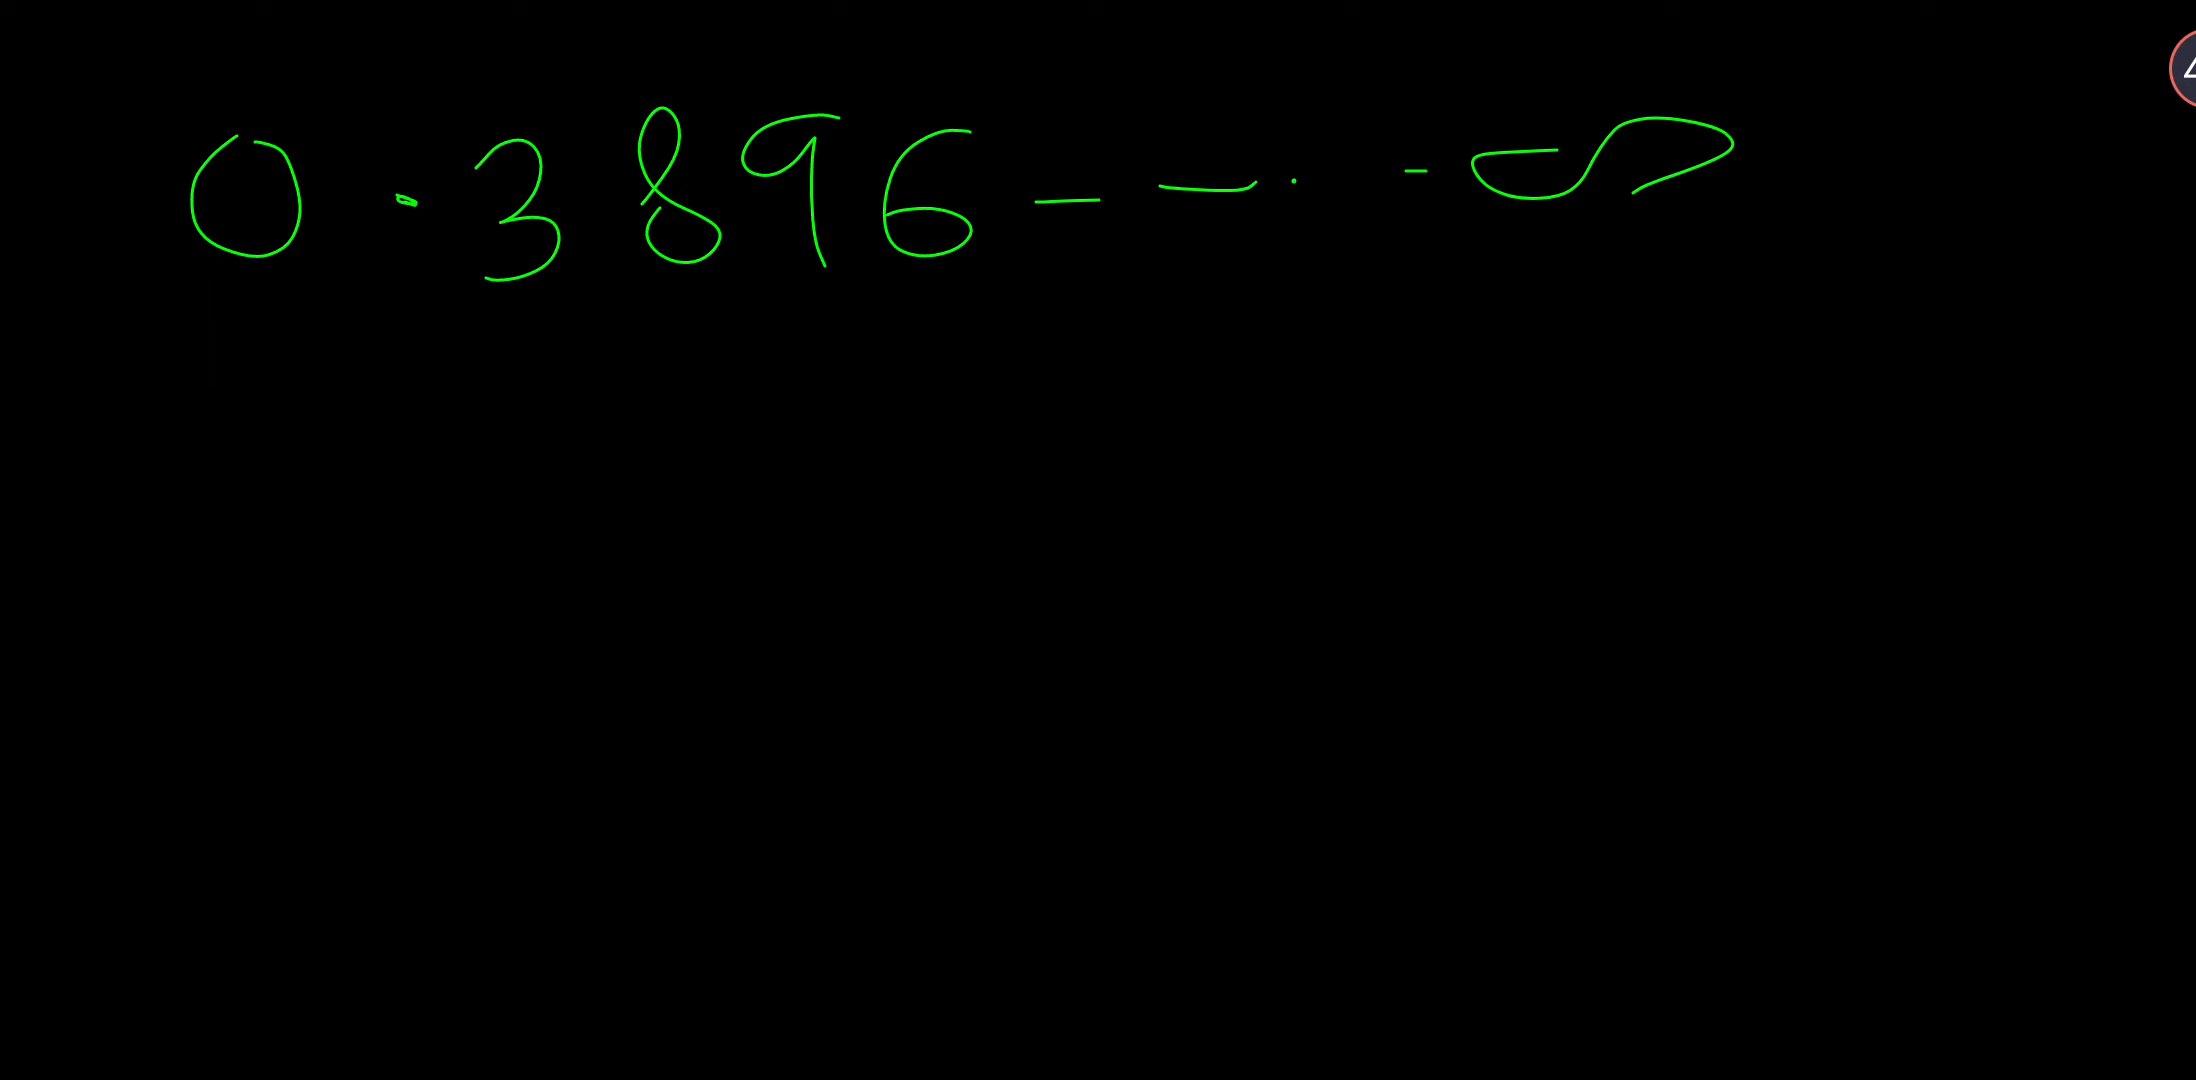 0.3896 - - . - ∞